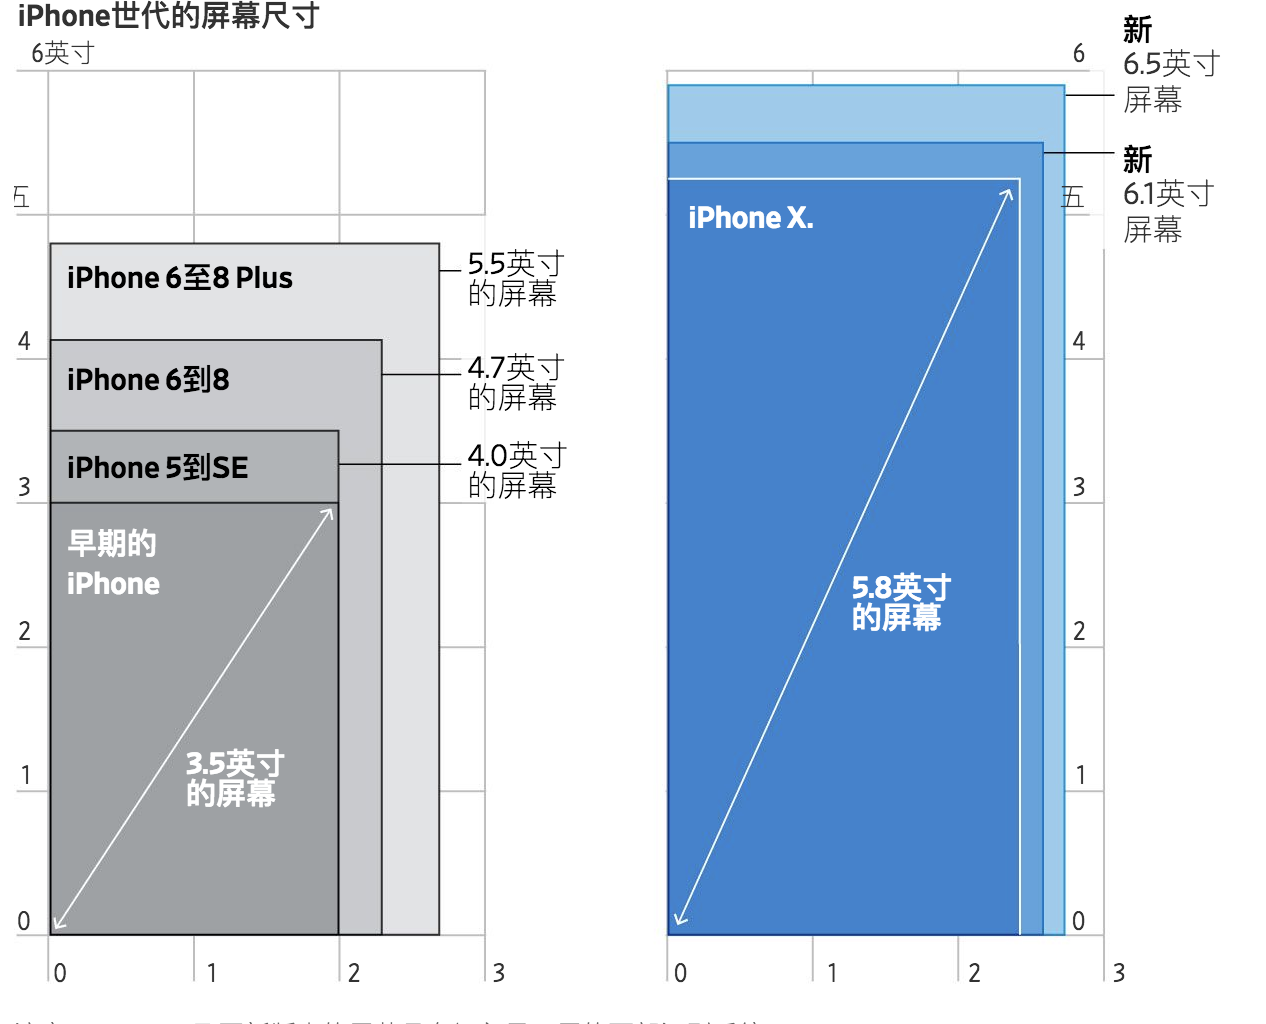 iPhone世代的屏幕尺寸
6英寸
五
4
3
2
1
0
0
1
2
3
iPhone 6至8 Plus
5.5英寸
的屏幕
iPhone 6到8
4.7英寸
的屏幕
iPhone 5到SE
4.0英寸
的屏幕
早期的
iPhone
3.5英寸
的屏幕
6
五
4
3
2
1
0
0
1
2
3
新
6.5英寸
屏幕
新
6.1英寸
屏幕
iPhone X.
5.8英寸
的屏幕